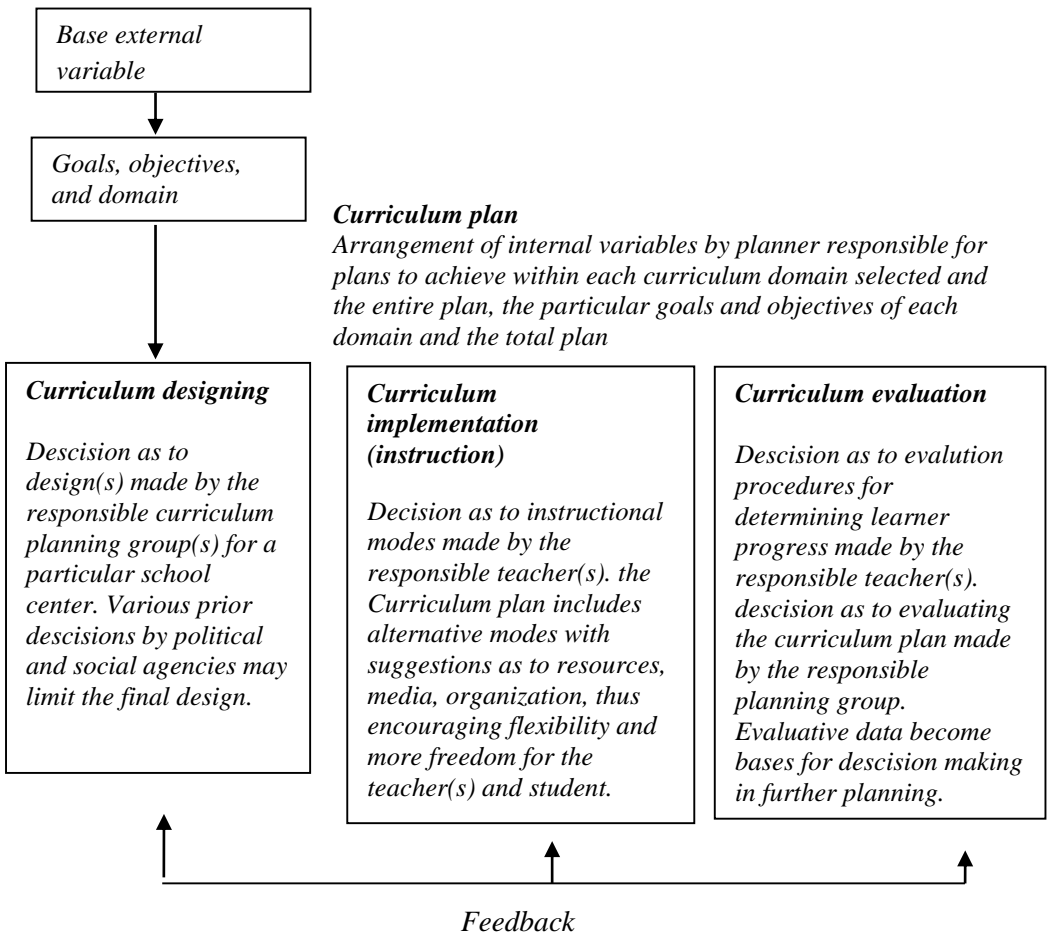 Base external
variable
Goals, objectives,
and domain
Curriculum plan
Arrangement of internal variables by planner responsible for
plans to achieve within each curriculum domain selected and
the entire plan, the particular goals and objectives of each
domain and the total plan
Curriculum designing
Descision as to
design(s) made by the
responsible curriculum
planning group(s) for a
particular school
center. Various prior
descisions by political
and social agencies may
limit the final design.
Curriculum
implementation
(instruction)
Decision as to instructional
modes made by the
responsible teacher(s). the
Curriculum plan includes
alternative modes with
suggestions as to resources,
media, organization, thus
encouraging flexibility and
more freedom for the
teacher(s) and student.
Curriculum evaluation
Descision as to evalution
procedures for
determining learner
progress made by the
responsible teacher(s).
descision as to evaluating
the curriculum plan made
by the responsible
planning group.
Evaluative data become
bases for descision making
in further planning.
Feedback